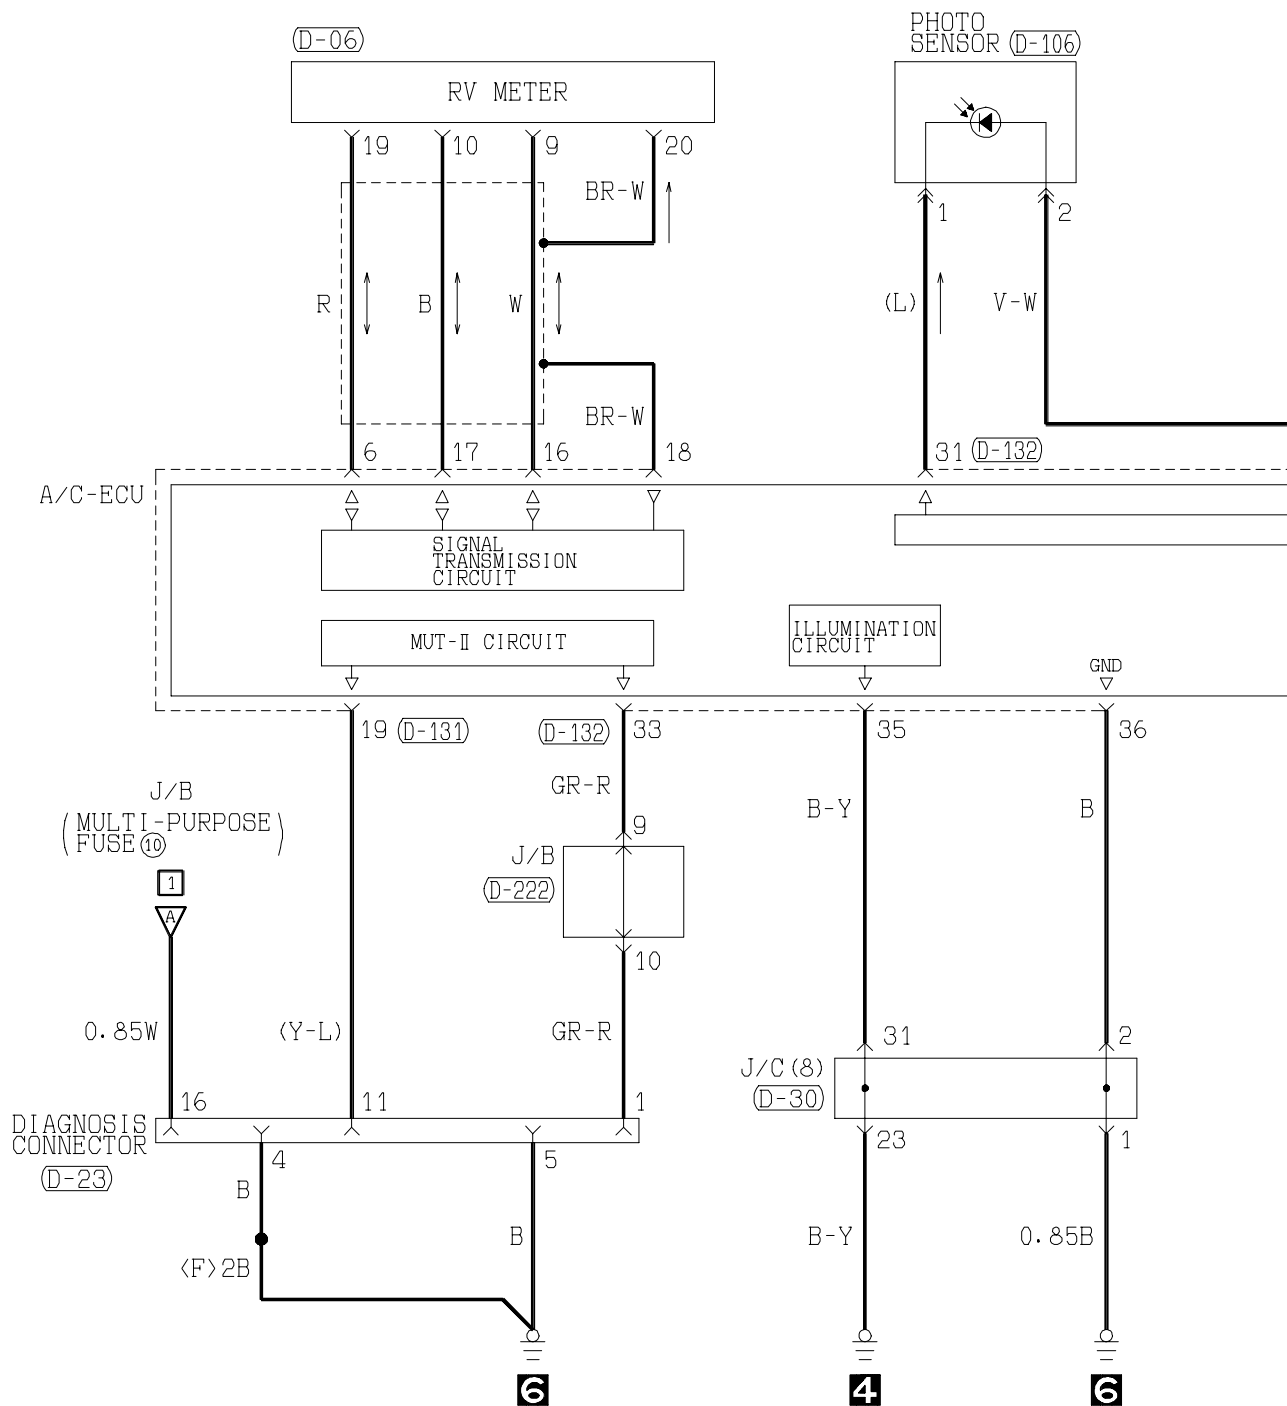 (D-06)
RV METER
PHOTO
SENSOR (D-106)
19 10 9 20
BR-W
1 2
R B W
(L) V-W
BR-W
6 17 16 18
31 (D-132)
A/C-ECU
SIGNAL
TRANSMISSION
CIRCUIT
MUT-Ⅱ CIRCUIT
ILLUMINATION
CIRCUIT
GND
19 (D-131)
(D-132) 33
35
36
J/B
(MULTI-PURPOSE
FUSE ⑩)
1
A
GR-R
B-Y
B
9
J/B
(D-222)
10
0.85W
(Y-L)
GR-R
31
2
J/C(8)
(D-30)
16 11 1
DIAGNOSIS
CONNECTOR
(D-23)
4 5
23
1
B
B
B-Y
0.85B
<F>2B
6
4
6